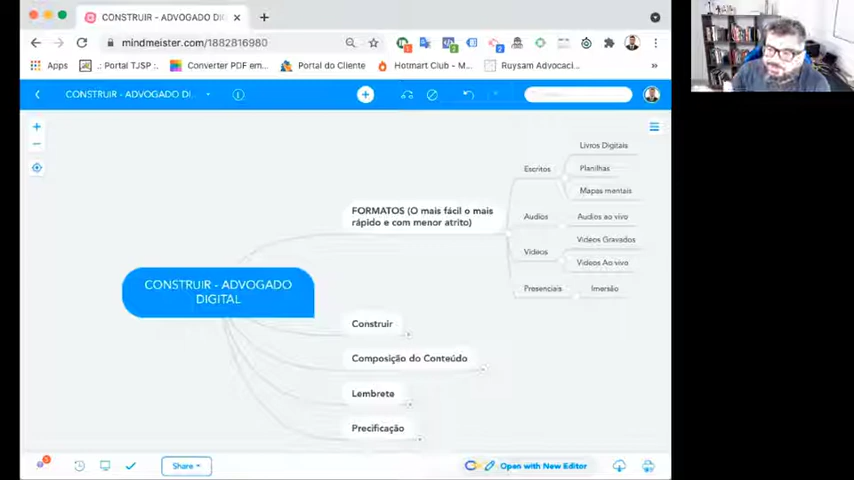 CONSTRUIR - ADVOGADO DI
mindmeister.com/1882816980
Apps
.: Portal TJSP :.
Converter PDF em...
Portal do Cliente
Hotmart Club - M...
Ruysam Advocaci...
CONSTRUIR - ADVOGADO DI...
FORMATOS (O mais fácil o mais
rápido e com menor atrito)
Escritos
Livros Digitais
Planilhas
Mapas mentais
Audios
Audios ao vivo
Videos
Videos Gravados
Videos Ao vivo
Presenciais
Imersão
CONSTRUIR - ADVOGADO
DIGITAL
Construir
Composição do Conteúdo
Lembrete
Precificação
Share
Open with New Editor